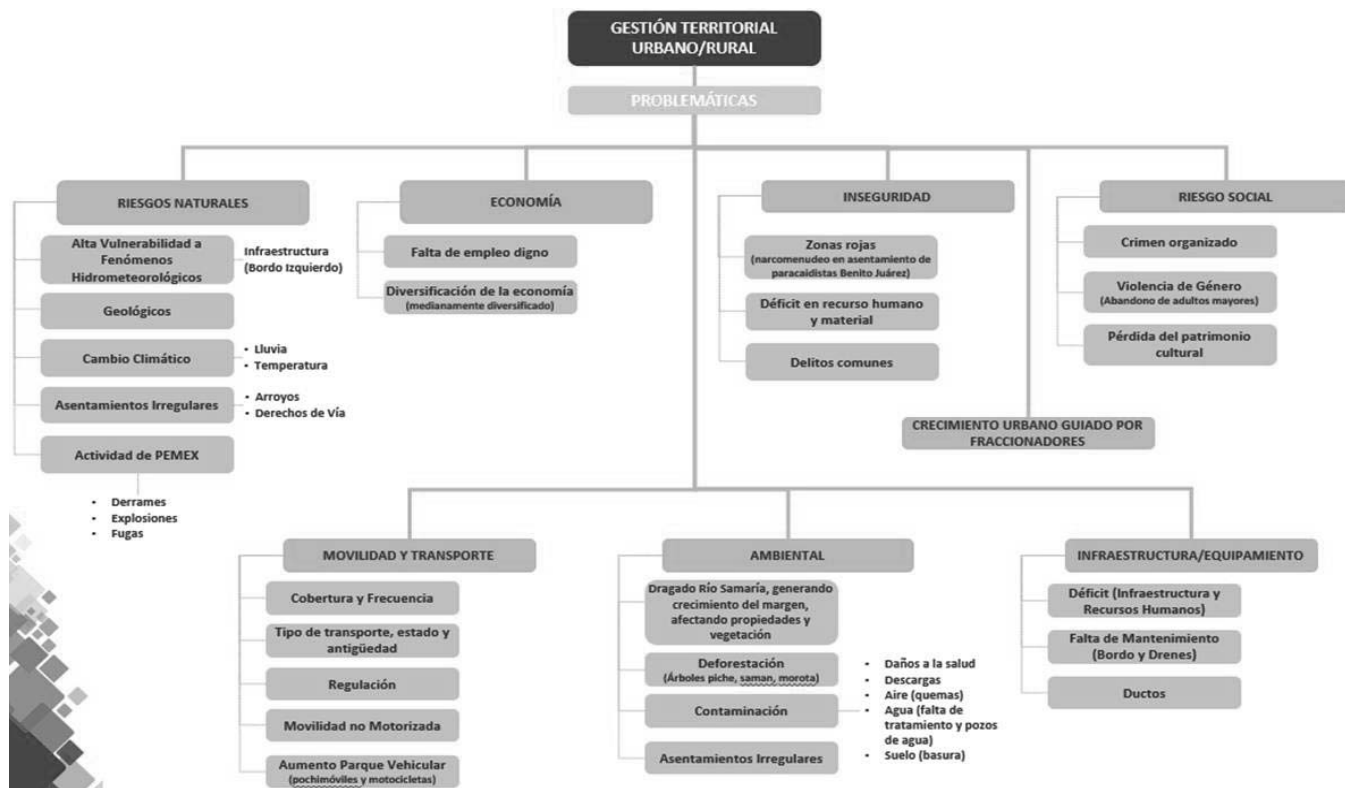 GESTIÓN TERRITORIAL
URBANO/RURAL
PROBLEMÁTICAS
RIESGOS NATURALES
Alta Vulnerabilidad a
Fenómenos
Hidrometeorológicos
Infraestructura
(Bordo Izquierdo)
Geológicos
Cambio Climático
• Lluvia
• Temperatura
Asentamientos Irregulares
• Arroyos
• Derechos de Vía
Actividad de PEMEX
• Derrames
• Explosiones
• Fugas
ECONOMÍA
Falta de empleo digno
Diversificación de la economía
(medianamente diversificado)
INSEGURIDAD
Zonas rojas
(narcomenudeo en asentamiento de
paracaidistas Benito Juárez)
Déficit en recurso humano
y material
Delitos comunes
RIESGO SOCIAL
Crimen organizado
Violencia de Género
(Abandono de adultos mayores)
Pérdida del patrimonio
cultural
CRECIMIENTO URBANO GUIADO POR
FRACCIONADORES
MOVILIDAD Y TRANSPORTE
Cobertura y Frecuencia
Tipo de transporte, estado y
antigüedad
Regulación
Movilidad no Motorizada
Aumento Parque Vehicular
(pochimóviles y motocicletas)
AMBIENTAL
Dragado Río Samaría, generando
crecimiento del margen,
afectando propiedades y
vegetación
Deforestación
(Árboles piche, saman, morota)
Contaminación
• Daños a la salud
• Descargas
• Aire (quemas)
• Agua (falta de
tratamiento y pozos
de agua)
• Suelo (basura)
Asentamientos Irregulares
INFRAESTRUCTURA/EQUIPAMIENTO
Déficit (Infraestructura y
Recursos Humanos)
Falta de Mantenimiento
(Bordo y Drenes)
Ductos